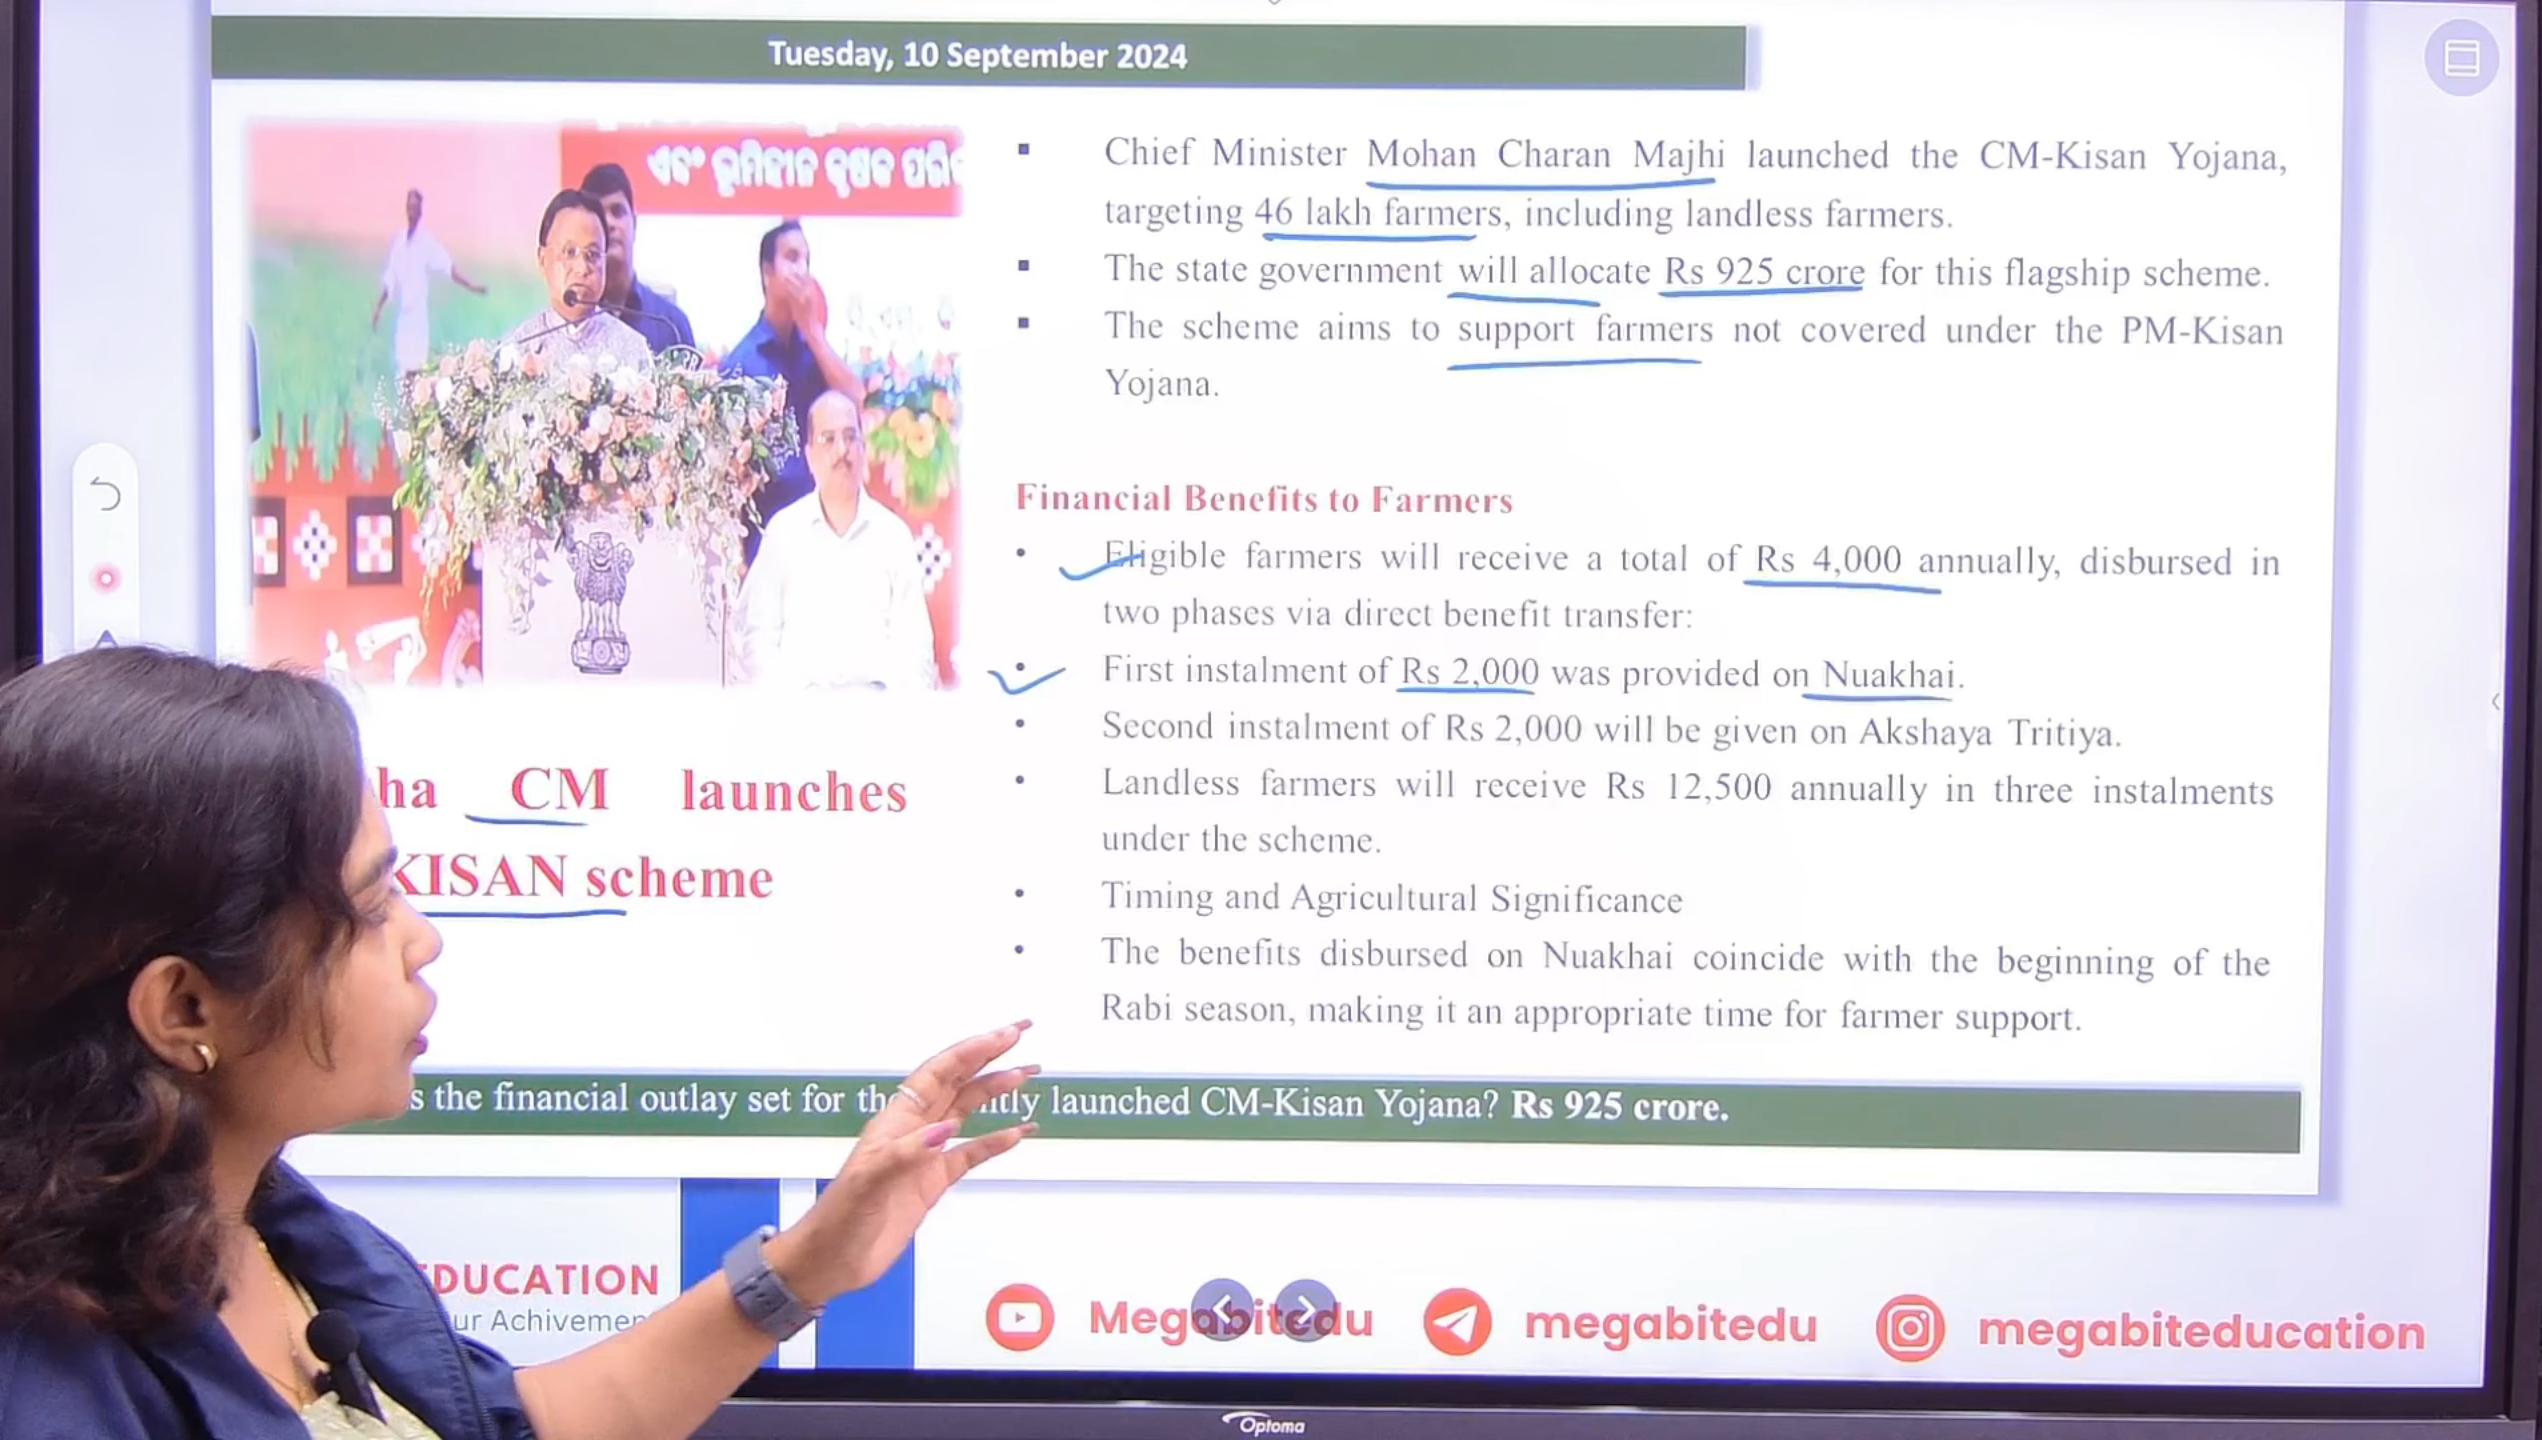 Tuesday, 10 September 2024
ଏବଂ ଭୂମିହୀନ କୃଷକ
Chief Minister Mohan Charan Majhi launched the CM-Kisan Yojana,
targeting 46 lakh farmers, including landless farmers.
The state government will allocate Rs 925 crore for this flagship scheme.
The scheme aims to support farmers not covered under the PM-Kisan
Yojana.
Financial Benefits to Farmers
Eligible farmers will receive a total of Rs 4,000 annually, disbursed in
two phases via direct benefit transfer:
First instalment of Rs 2,000 was provided on Nuakhai.
Second instalment of Rs 2,000 will be given on Akshaya Tritiya.
Landless farmers will receive Rs 12,500 annually in three instalments
under the scheme.
Timing and Agricultural Significance
The benefits disbursed on Nuakhai coincide with the beginning of the
Rabi season, making it an appropriate time for farmer support.
ha CM launches
KISAN scheme
s the financial outlay set for the ntly launched CM-Kisan Yojana? Rs 925 crore.
EDUCATION
ur Achivemen
Megabitedu
megabitedu
megabiteducation
Optoma